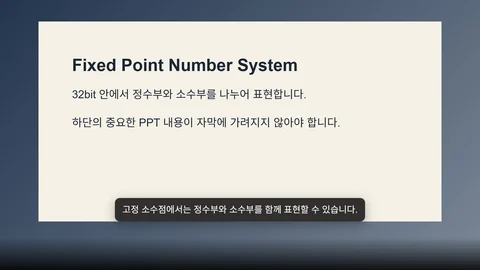 Fixed Point Number System
32bit 안에서 정수부와 소수부를 나누어 표현합니다.
하단의 중요한 PPT 내용이 자막에 가려지지 않아야 합니다.
고정 소수점에서는 정수부와 소수부를 함께 표현할 수 있습니다.